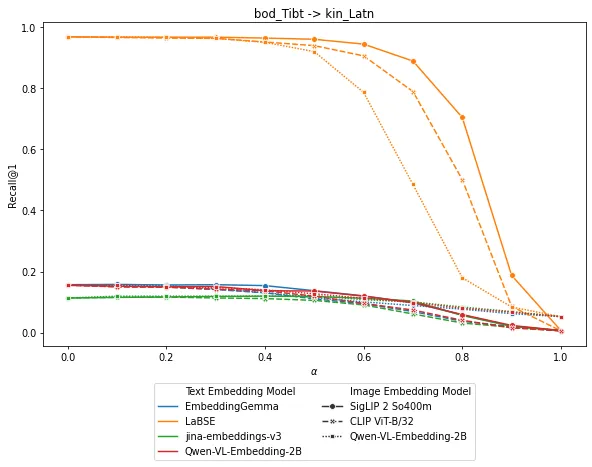 bod_Tibt -> kin_Latn
1.0
0.8
0.6
0.4
0.2
0.0
Recall@1
0.0 0.2 0.4 0.6 0.8 1.0
α
Text Embedding Model Image Embedding Model
EmbeddingGemma SigLIP 2 So400m
LaBSE CLIP ViT-B/32
jina-embeddings-v3 Qwen-VL-Embedding-2B
Qwen-VL-Embedding-2B